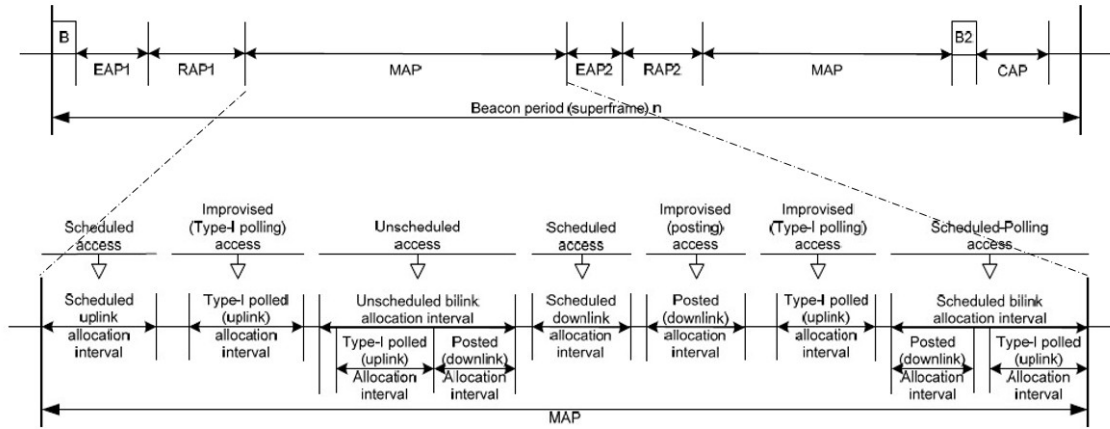 B
EAP1
RAP1
MAP
EAP2
RAP2
MAP
B2
CAP
Beacon period (superframe) n
Scheduled
access
Improvised
(Type-I polling)
access
Unscheduled
access
Scheduled
access
Improvised
(posting)
access
Improvised
(Type-I polling)
access
Scheduled-Polling
access
Scheduled
uplink
allocation
interval
Type-I polled
(uplink)
allocation
interval
Unscheduled bilink
allocation interval
Type-I polled
(uplink)
Allocation
interval
Posted
(downlink)
Allocation
interval
Scheduled
downlink
allocation
interval
Posted
(downlink)
allocation
interval
Type-I polled
(uplink)
allocation
interval
Scheduled bilink
allocation interval
Posted
(downlink)
Allocation
interval
Type-I polled
(uplink)
Allocation
interval
MAP